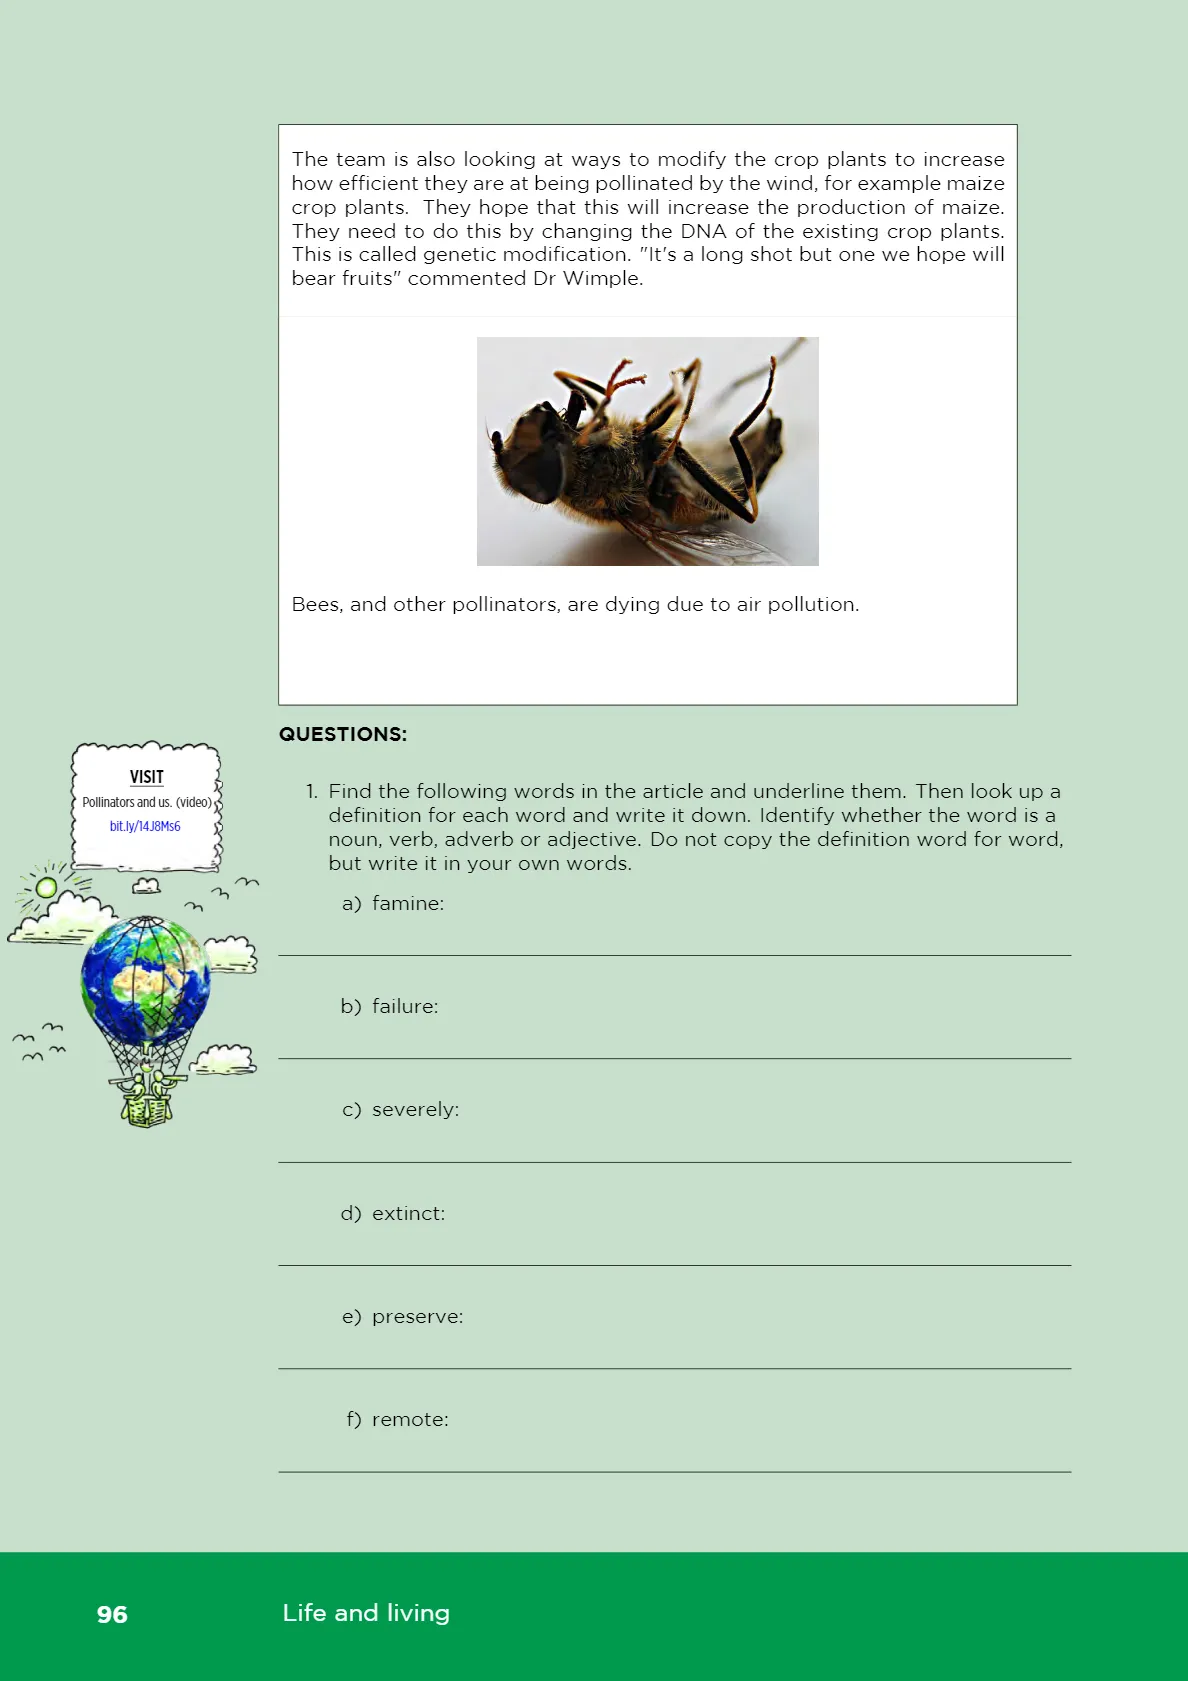 The team is also looking at ways to modify the crop plants to increase
how efficient they are at being pollinated by the wind, for example maize
crop plants. They hope that this will increase the production of maize.
They need to do this by changing the DNA of the existing crop plants.
This is called genetic modification. "It's a long shot but one we hope will
bear fruits" commented Dr Wimple.
Bees, and other pollinators, are dying due to air pollution.
QUESTIONS:
VISIT
Pollinators and us. (video)
bit.ly/14J8Ms6
1. Find the following words in the article and underline them. Then look up a
definition for each word and write it down. Identify whether the word is a
noun, verb, adverb or adjective. Do not copy the definition word for word,
but write it in your own words.
a) famine:
b) failure:
c) severely:
d) extinct:
e) preserve:
f) remote:
96
Life and living